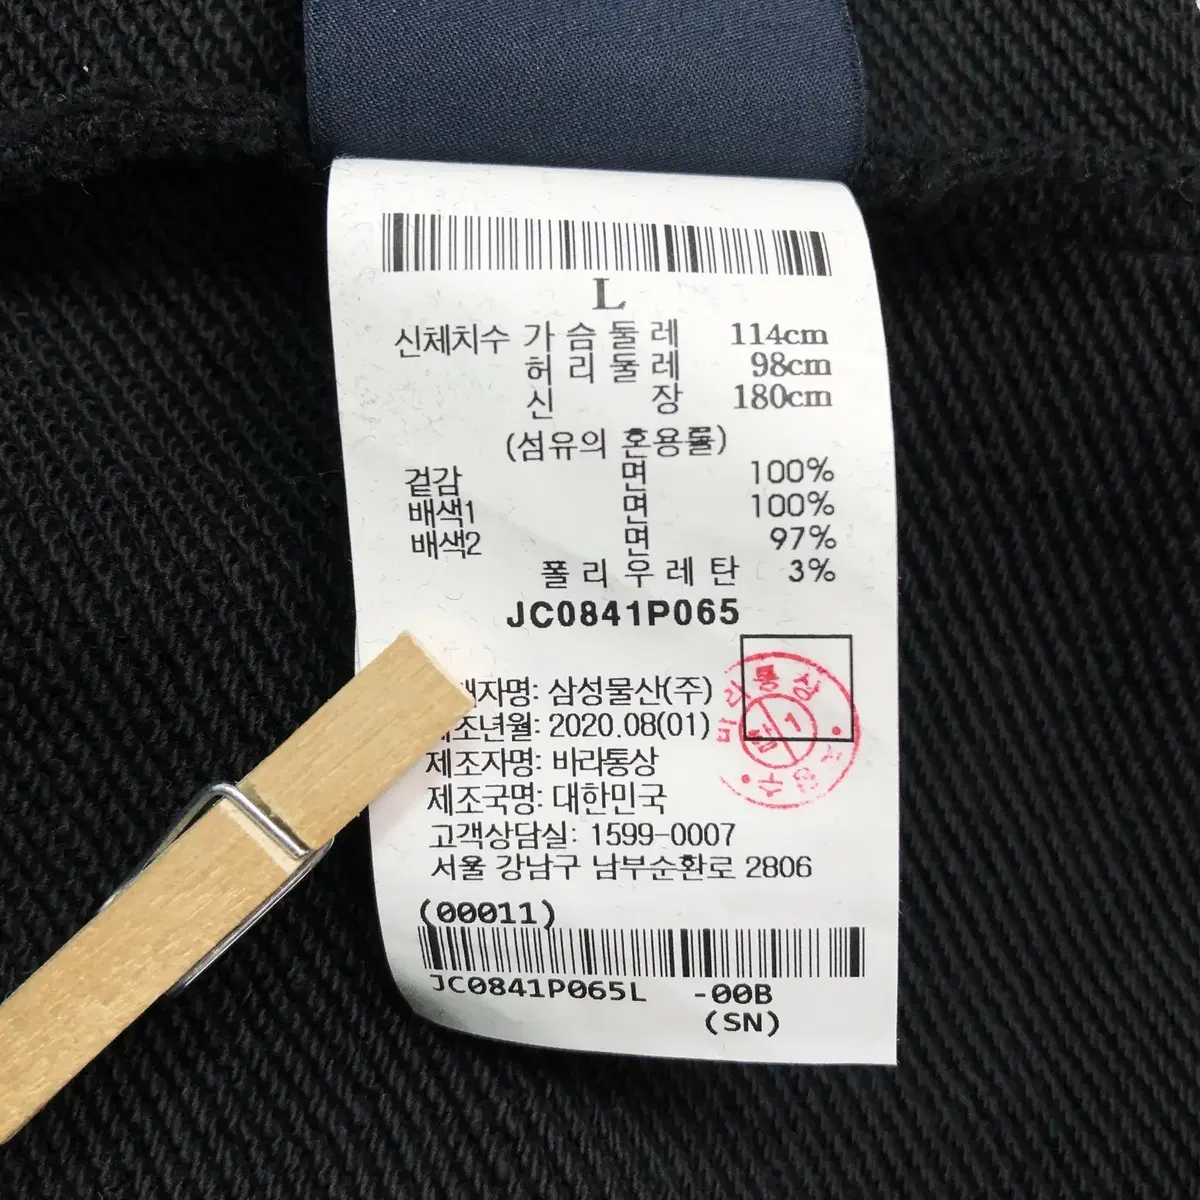 L
신체치수 가슴둘레 114cm
허리둘레 98cm
신장 180cm
(섬유의 혼용률)
겉감 면 100%
배색1 면 100%
배색2 면 97%
폴리우레탄 3%
JC0841P065
자명: 삼성물산(주)
조년월: 2020.08(01)
제조자명: 바라통상
제조국명: 대한민국
고객상담실: 1599-0007
서울 강남구 남부순환로 2806
(00011)
JC0841P065L -00B
(SN)